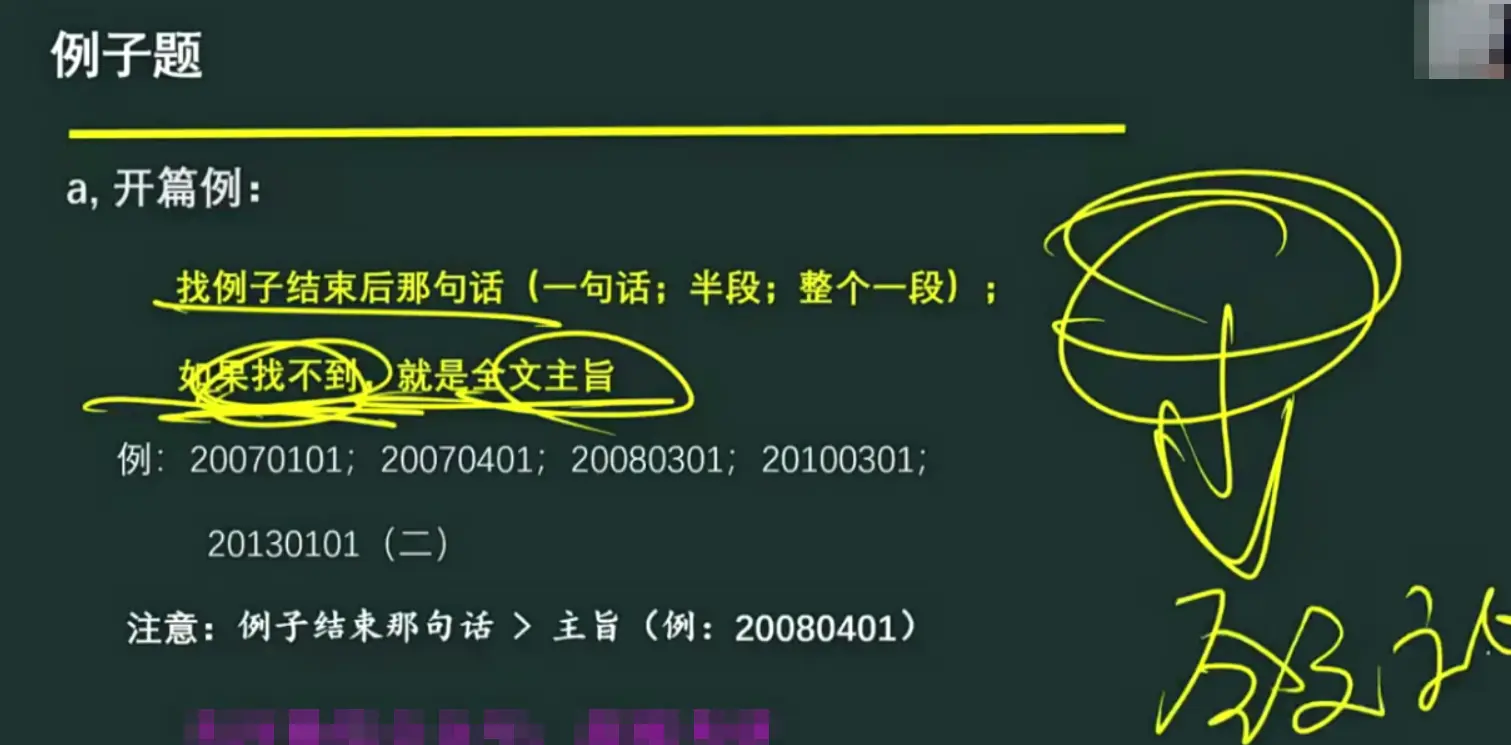 例子题
a, 开篇例：
找例子结束后那句话（一句话；半段；整个一段）；
如果找不到，就是全文主旨
例：20070101；20070401；20080301；20100301；
20130101（二）
注意：例子结束那句话 > 主旨（例：20080401）